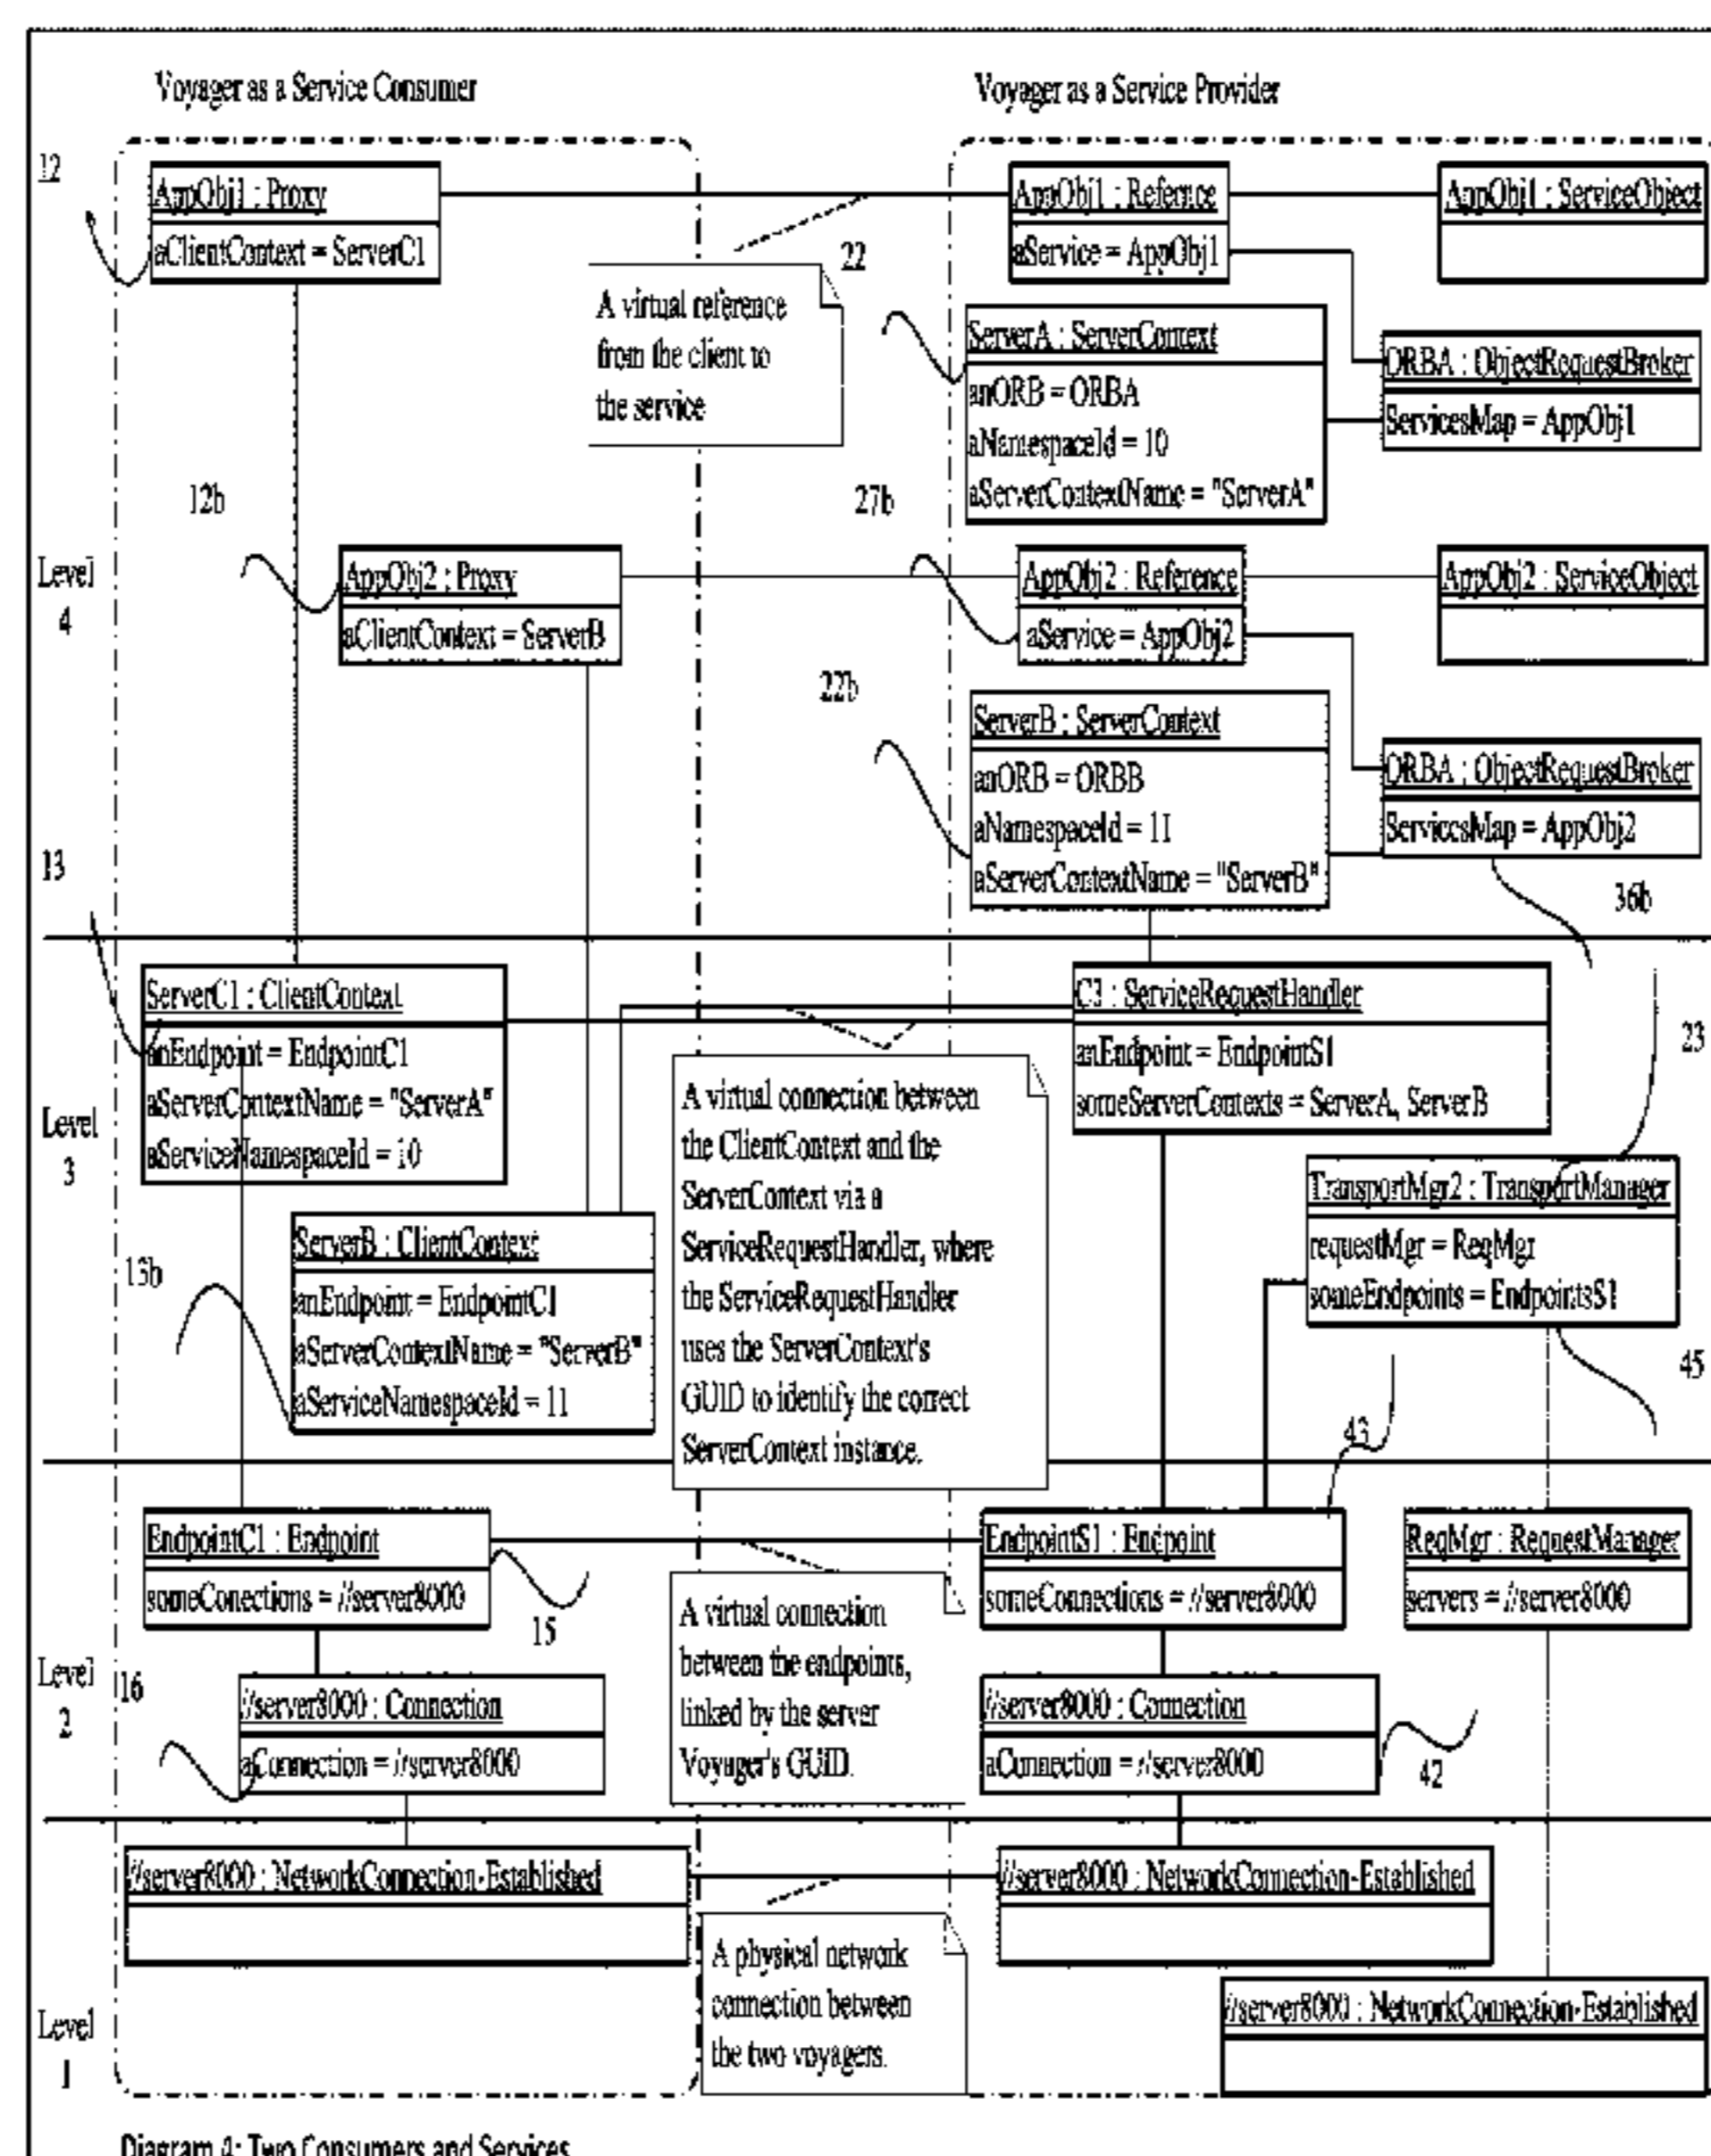 Voyager as a Service Consumer
Voyager as a Service Provider
12
AppObj1 : Proxy
aClientContext = ServerC1
AppObj1 : Reference
aService = AppObj1
AppObj1 : ServiceObject
22
A virtual reference
from the client to
the service
ServerA : ServerContext
anORB = ORBA
aNamespaceId = 10
aServerContextName = "ServerA"
ORBA : ObjectRequestBroker
ServicesMap = AppObj1
12b
27b
Level
4
AppObj2 : Proxy
aClientContext = ServerB
AppObj2 : Reference
aService = AppObj2
AppObj2 : ServiceObject
22b
ServerB : ServerContext
anORB = ORBB
aNamespaceId = 11
aServerContextName = "ServerB"
ORBA : ObjectRequestBroker
ServicesMap = AppObj2
13
36b
ServerC1 : ClientContext
anEndpoint = EndpointC1
aServerContextName = "ServerA"
aServiceNamespaceId = 10
ServiceRequestHandler
anEndpoint = EndpointS1
someServerContexts = ServerA, ServerB
23
Level
3
A virtual connection between
the ClientContext and the
ServerContext via a
ServiceRequestHandler, where
the ServiceRequestHandler
uses the ServerContext's
GUID to identify the correct
ServerContext instance.
TransportMgr2 : TransportManager
requestMgr = ReqMgr
someEndpoints = EndpointsS1
13b
ServerB : ClientContext
anEndpoint = EndpointC1
aServerContextName = "ServerB"
aServiceNamespaceId = 11
45
43
EndpointC1 : Endpoint
someConections = //server8000
EndpointS1 : Endpoint
someConnections = //server8000
ReqMgr : RequestManager
servers = //server8000
15
A virtual connection
between the endpoints,
linked by the server
Voyager's GUID.
Level
2
16
//server8000 : Connection
aConnection = //server8000
//server8000 : Connection
aConnection = //server8000
42
//server8000 : NetworkConnection-Established
//server8000 : NetworkConnection-Established
A physical network
connection between
the two voyagers.
//server8000 : NetworkConnection-Established
Level
1
Diagram 4: Two Consumers and Services